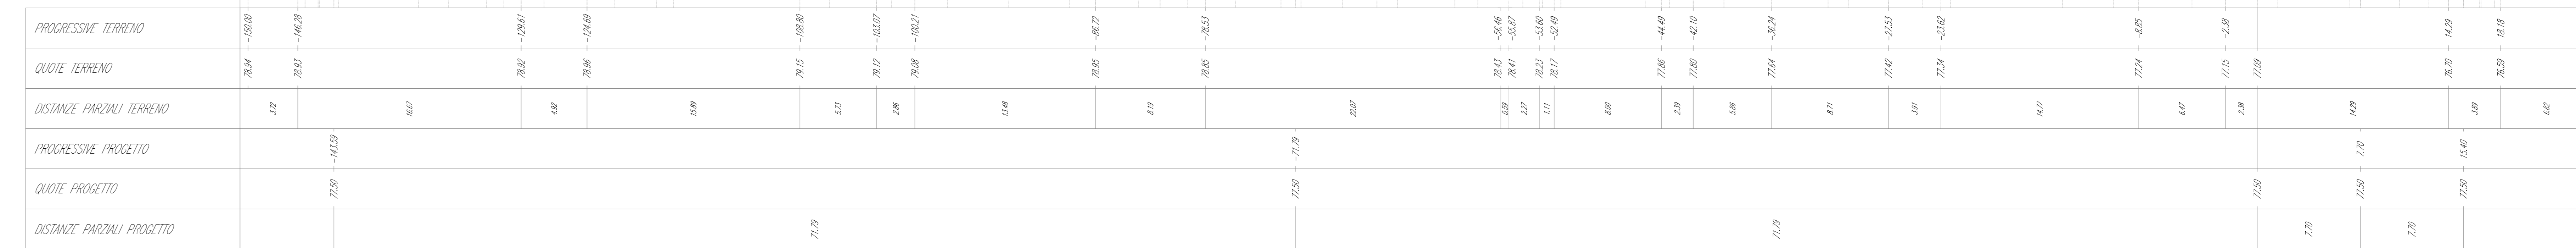 PROGRESSIVE TERRENO -150.00 -146.28 -129.61 -124.69 -108.80 -103.07 -100.21 -86.72 -78.53 -56.46 -55.87 -53.60 -52.49 -44.49 -42.10 -36.24 -27.53 -23.62 -8.85 -2.38 14.29 18.18
QUOTE TERRENO 78.94 78.93 78.92 78.96 79.15 79.12 79.08 78.95 78.85 78.43 78.41 78.23 78.17 77.86 77.80 77.64 77.42 77.34 77.24 77.15 77.09 76.70 76.59
DISTANZE PARZIALI TERRENO 3.72 16.67 4.92 15.89 5.73 2.86 13.48 8.19 22.07 0.59 2.27 1.11 8.00 2.39 5.86 8.71 3.91 14.77 6.47 2.38 14.29 3.89 6.82
PROGRESSIVE PROGETTO -143.59 -71.79 7.70 15.40
QUOTE PROGETTO 77.50 77.50 77.50 77.50 77.50
DISTANZE PARZIALI PROGETTO 71.79 71.79 7.70 7.70